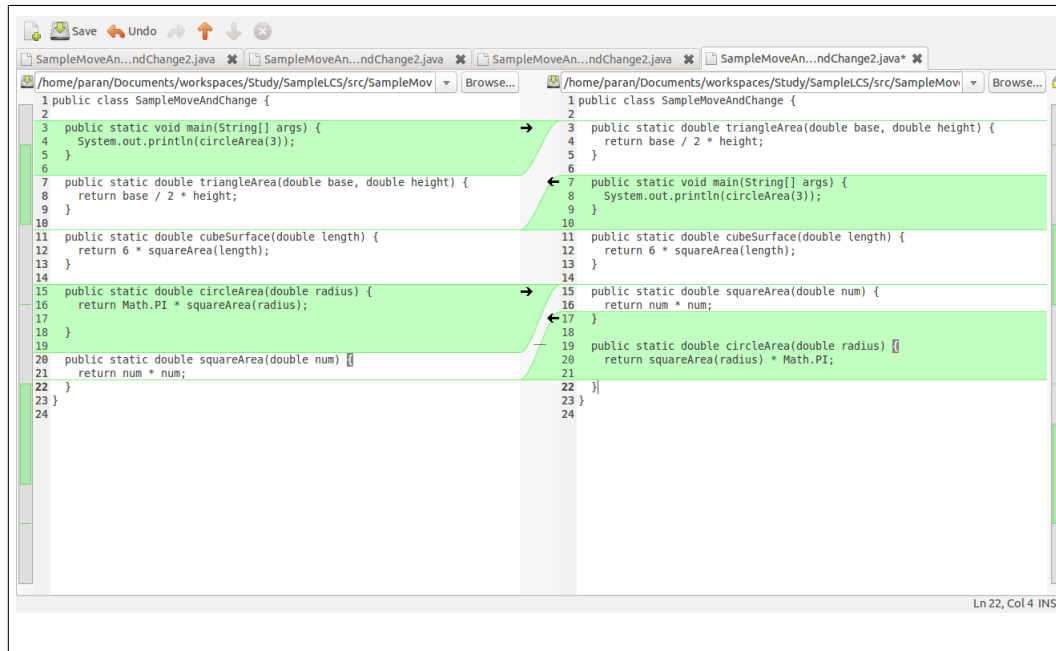 Save Undo
SampleMoveAn...ndChange2.java SampleMoveAn...ndChange2.java SampleMoveAn...ndChange2.java SampleMoveAn...ndChange2.java*
/home/paran/Documents/workspaces/Study/SampleLCS/src/SampleMov Browse...
1 public class SampleMoveAndChange {
2
3 public static void main(String[] args) {
4 System.out.println(circleArea(3));
5 }
6
7 public static double triangleArea(double base, double height) {
8 return base / 2 * height;
9 }
10
11 public static double cubeSurface(double length) {
12 return 6 * squareArea(length);
13 }
14
15 public static double circleArea(double radius) {
16 return Math.PI * squareArea(radius);
17
18 }
19
20 public static double squareArea(double num) {
21 return num * num;
22 }
23 }
24
/home/paran/Documents/workspaces/Study/SampleLCS/src/SampleMov Browse...
1 public class SampleMoveAndChange {
2
3 public static double triangleArea(double base, double height) {
4 return base / 2 * height;
5 }
6
7 public static void main(String[] args) {
8 System.out.println(circleArea(3));
9 }
10
11 public static double cubeSurface(double length) {
12 return 6 * squareArea(length);
13 }
14
15 public static double squareArea(double num) {
16 return num * num;
17 }
18
19 public static double circleArea(double radius) {
20 return squareArea(radius) * Math.PI;
21
22 }
23 }
24
Ln 22, Col 4 INS